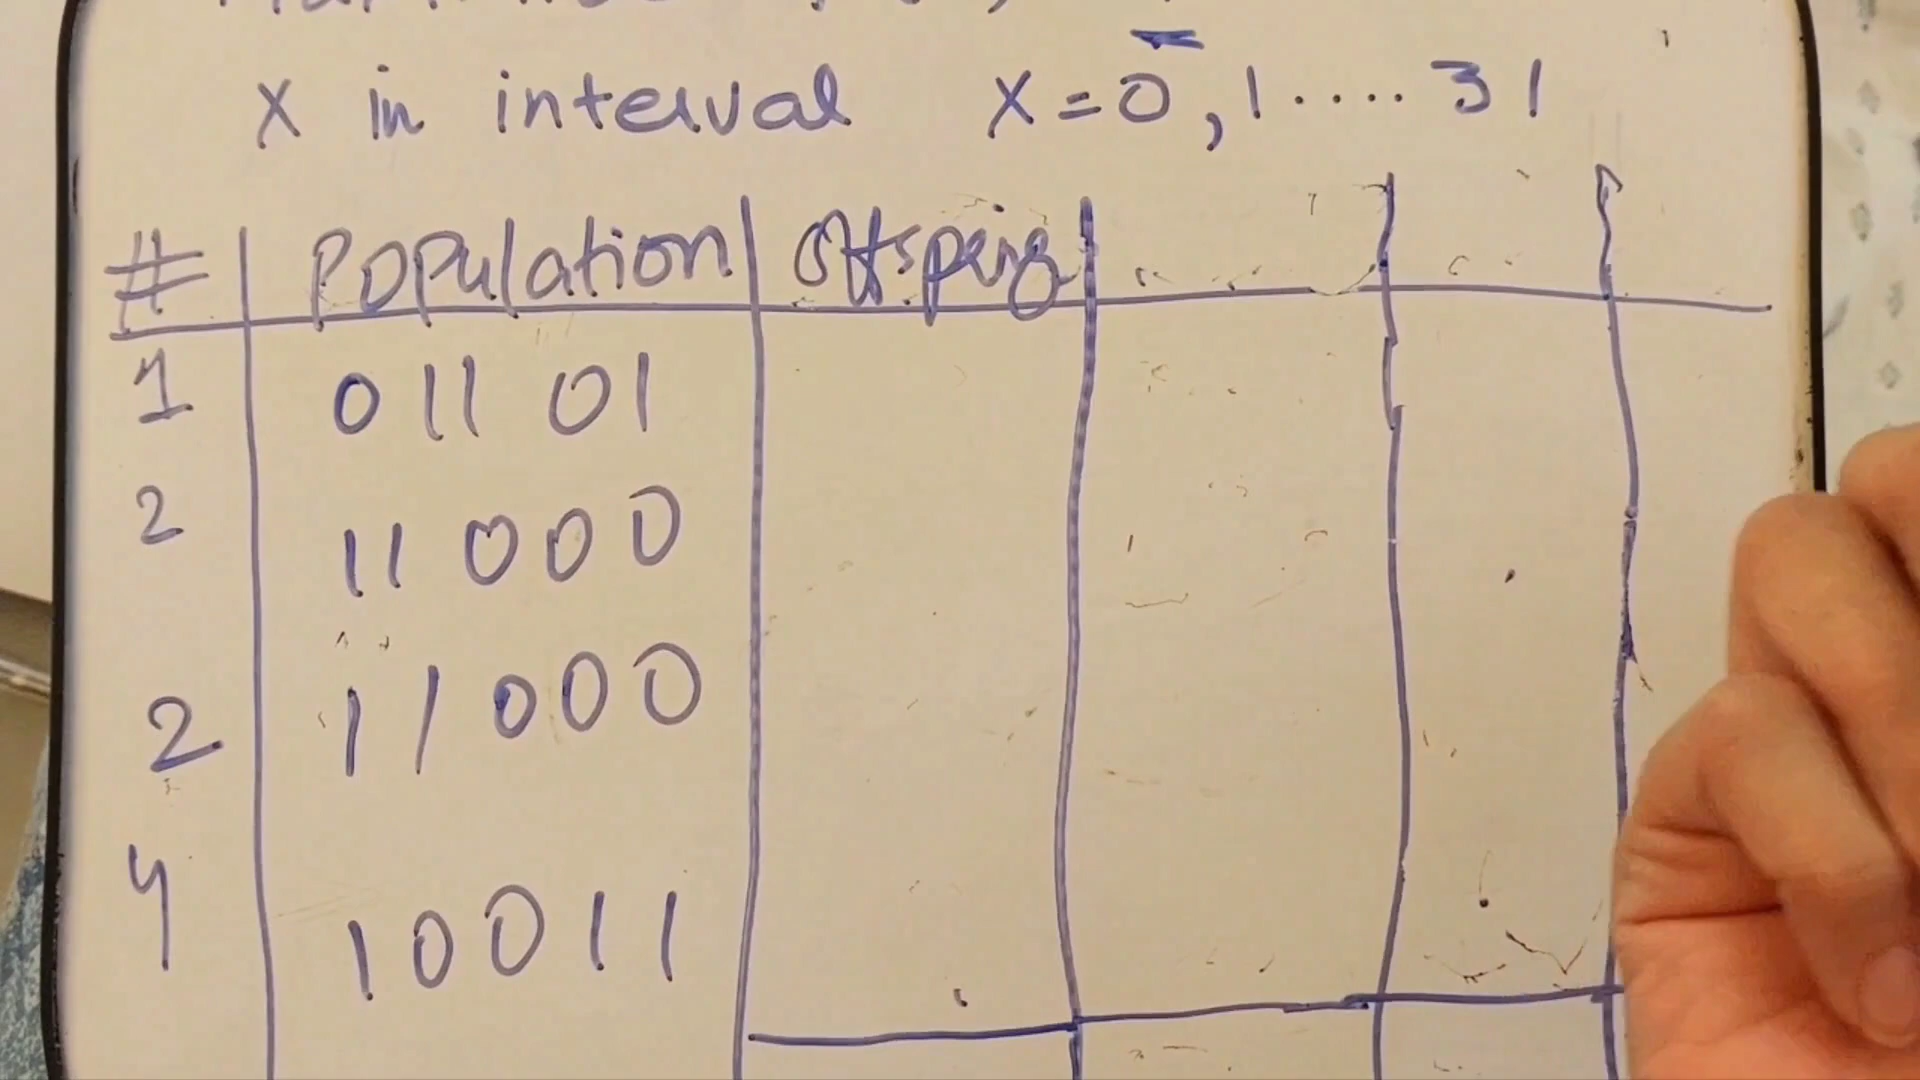 x in interval x=0,1....31
# Population Offspring
1 01101
2 11000
2 11000
4 10011